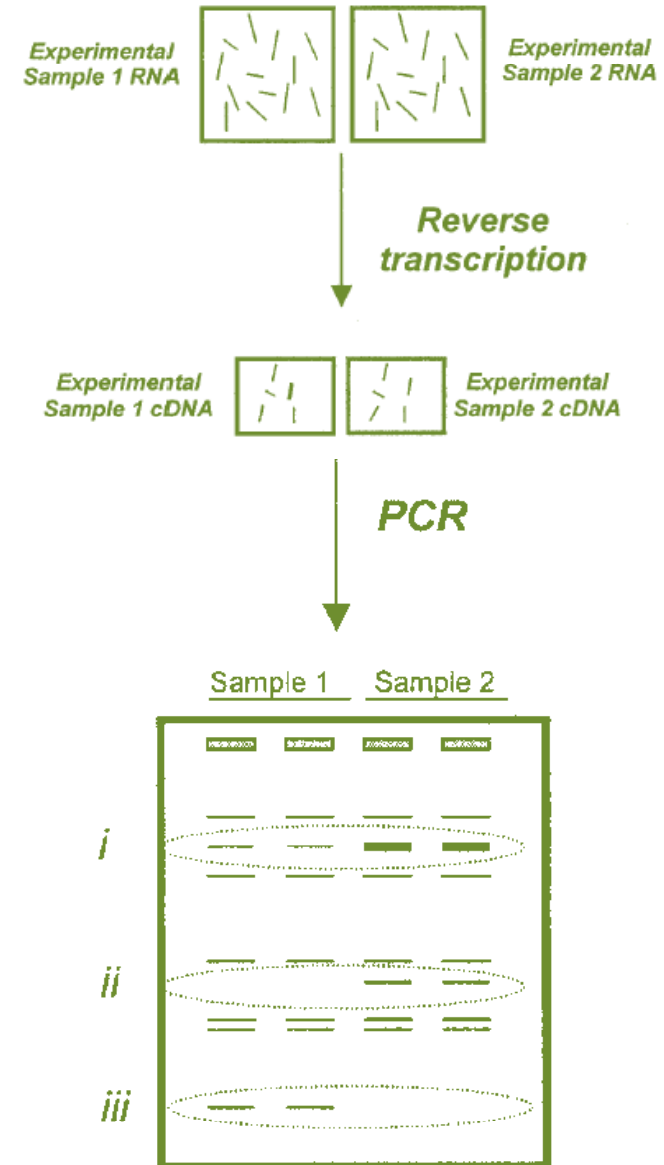 Experimental
Sample 1 RNA
Experimental
Sample 2 RNA
Reverse
transcription
Experimental
Sample 1 cDNA
Experimental
Sample 2 cDNA
PCR
Sample 1 Sample 2
i
ii
iii